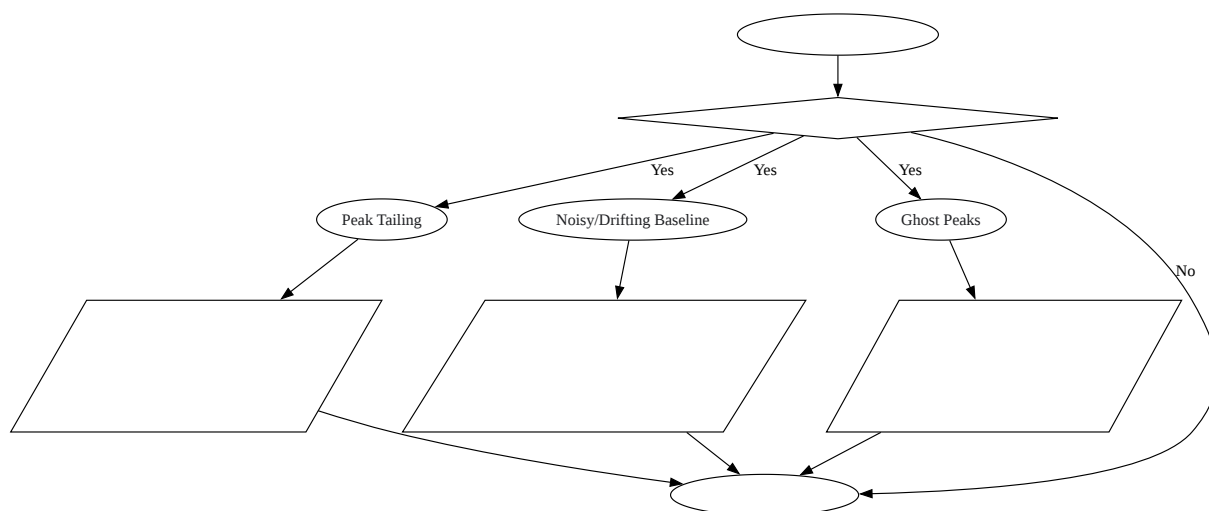 Yes
Yes
Yes
Peak Tailing
Noisy/Drifting Baseline
Ghost Peaks
No